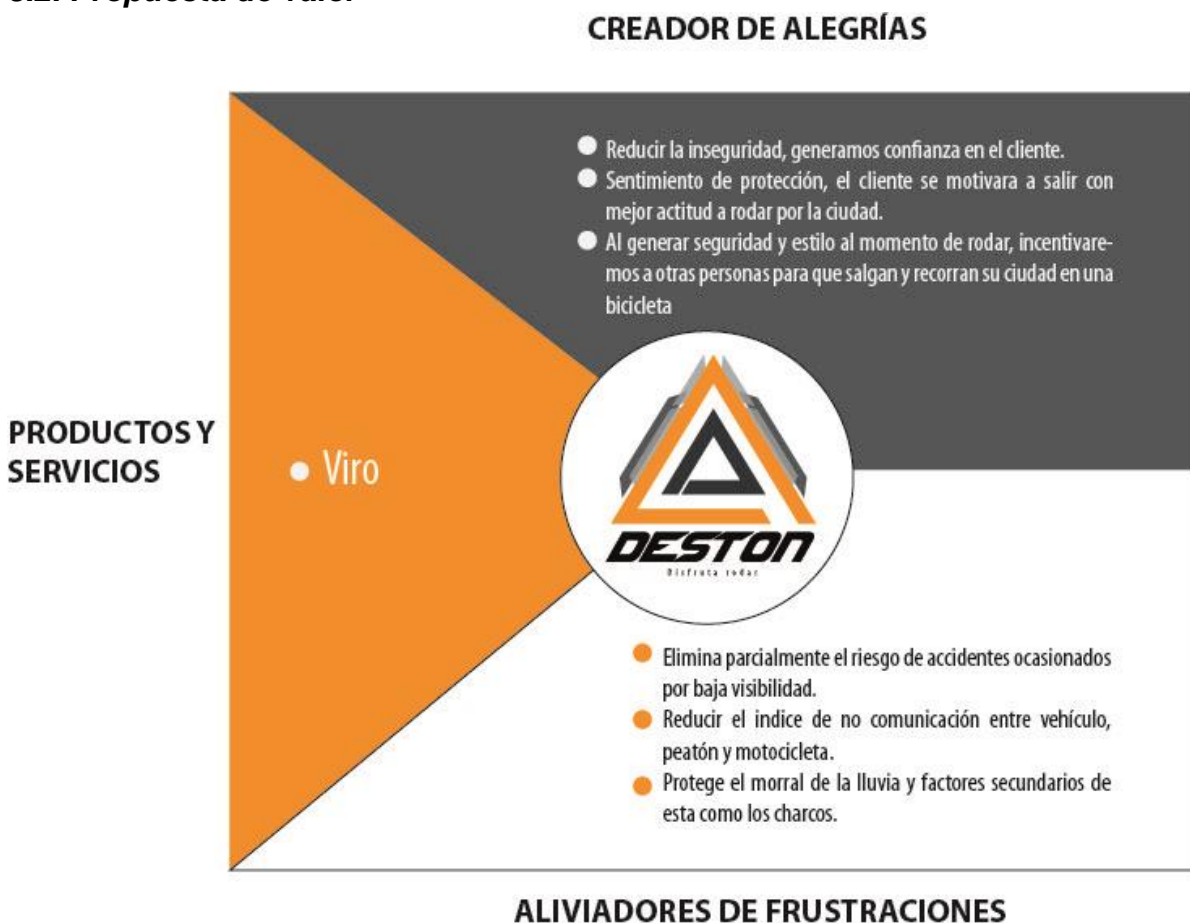 CREADOR DE ALEGRÍAS
Reducir la inseguridad, generamos confianza en el cliente.
Sentimiento de protección, el cliente se motivara a salir con
mejor actitud a rodar por la ciudad.
Al generar seguridad y estilo al momento de rodar, incentivare-
mos a otras personas para que salgan y recorran su ciudad en una
bicicleta
PRODUCTOS Y
SERVICIOS
Viro
DESTON
Disfruta rodar
Elimina parcialmente el riesgo de accidentes ocasionados
por baja visibilidad.
Reducir el indice de no comunicación entre vehículo,
peatón y motocicleta.
Protege el morral de la lluvia y factores secundarios de
esta como los charcos.
ALIVIADORES DE FRUSTRACIONES